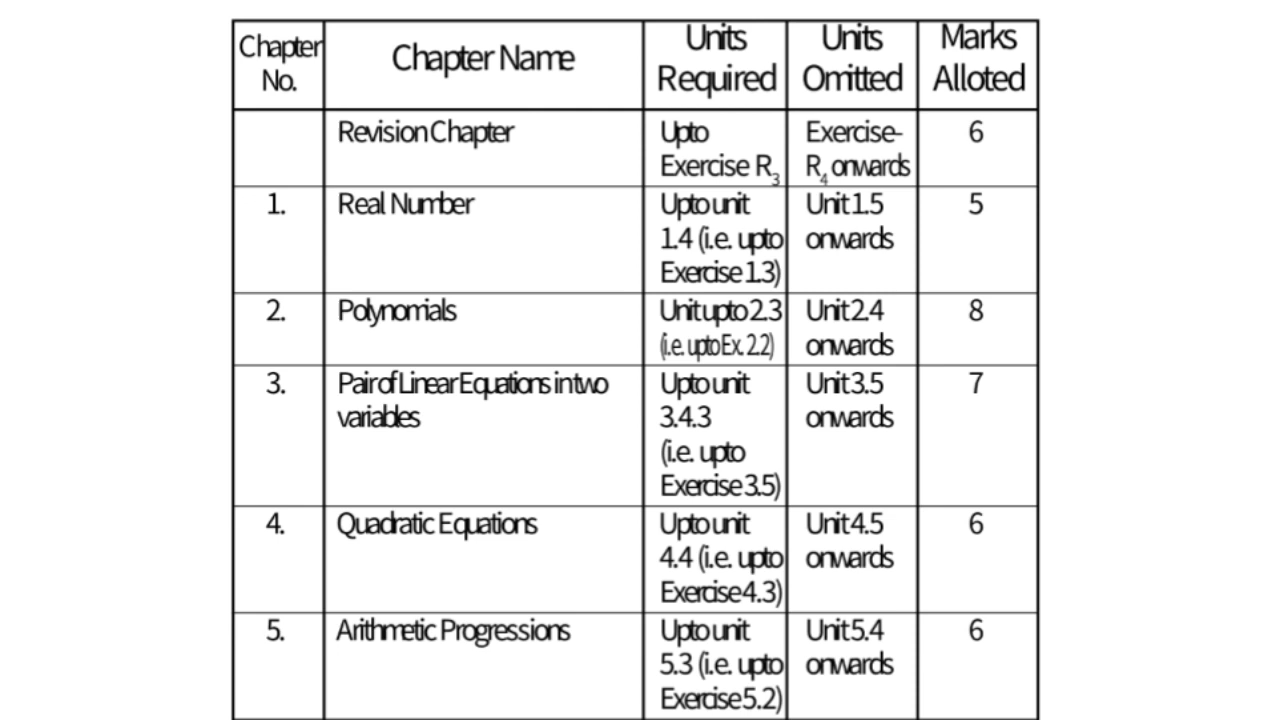 Chapter No. Chapter Name Units Required Units Omitted Marks Alloted
Revision Chapter Upto Exercise R3 Exercise-R4 onwards 6
1. Real Number Upto unit 1.4 (i.e. upto Exercise 1.3) Unit 1.5 onwards 5
2. Polynomials Unit upto 2.3 (i.e. upto Ex. 2.2) Unit 2.4 onwards 8
3. Pair of Linear Equations in two variables Upto unit 3.4.3 (i.e. upto Exercise 3.5) Unit 3.5 onwards 7
4. Quadratic Equations Upto unit 4.4 (i.e. upto Exercise 4.3) Unit 4.5 onwards 6
5. Arithmetic Progressions Upto unit 5.3 (i.e. upto Exercise 5.2) Unit 5.4 onwards 6